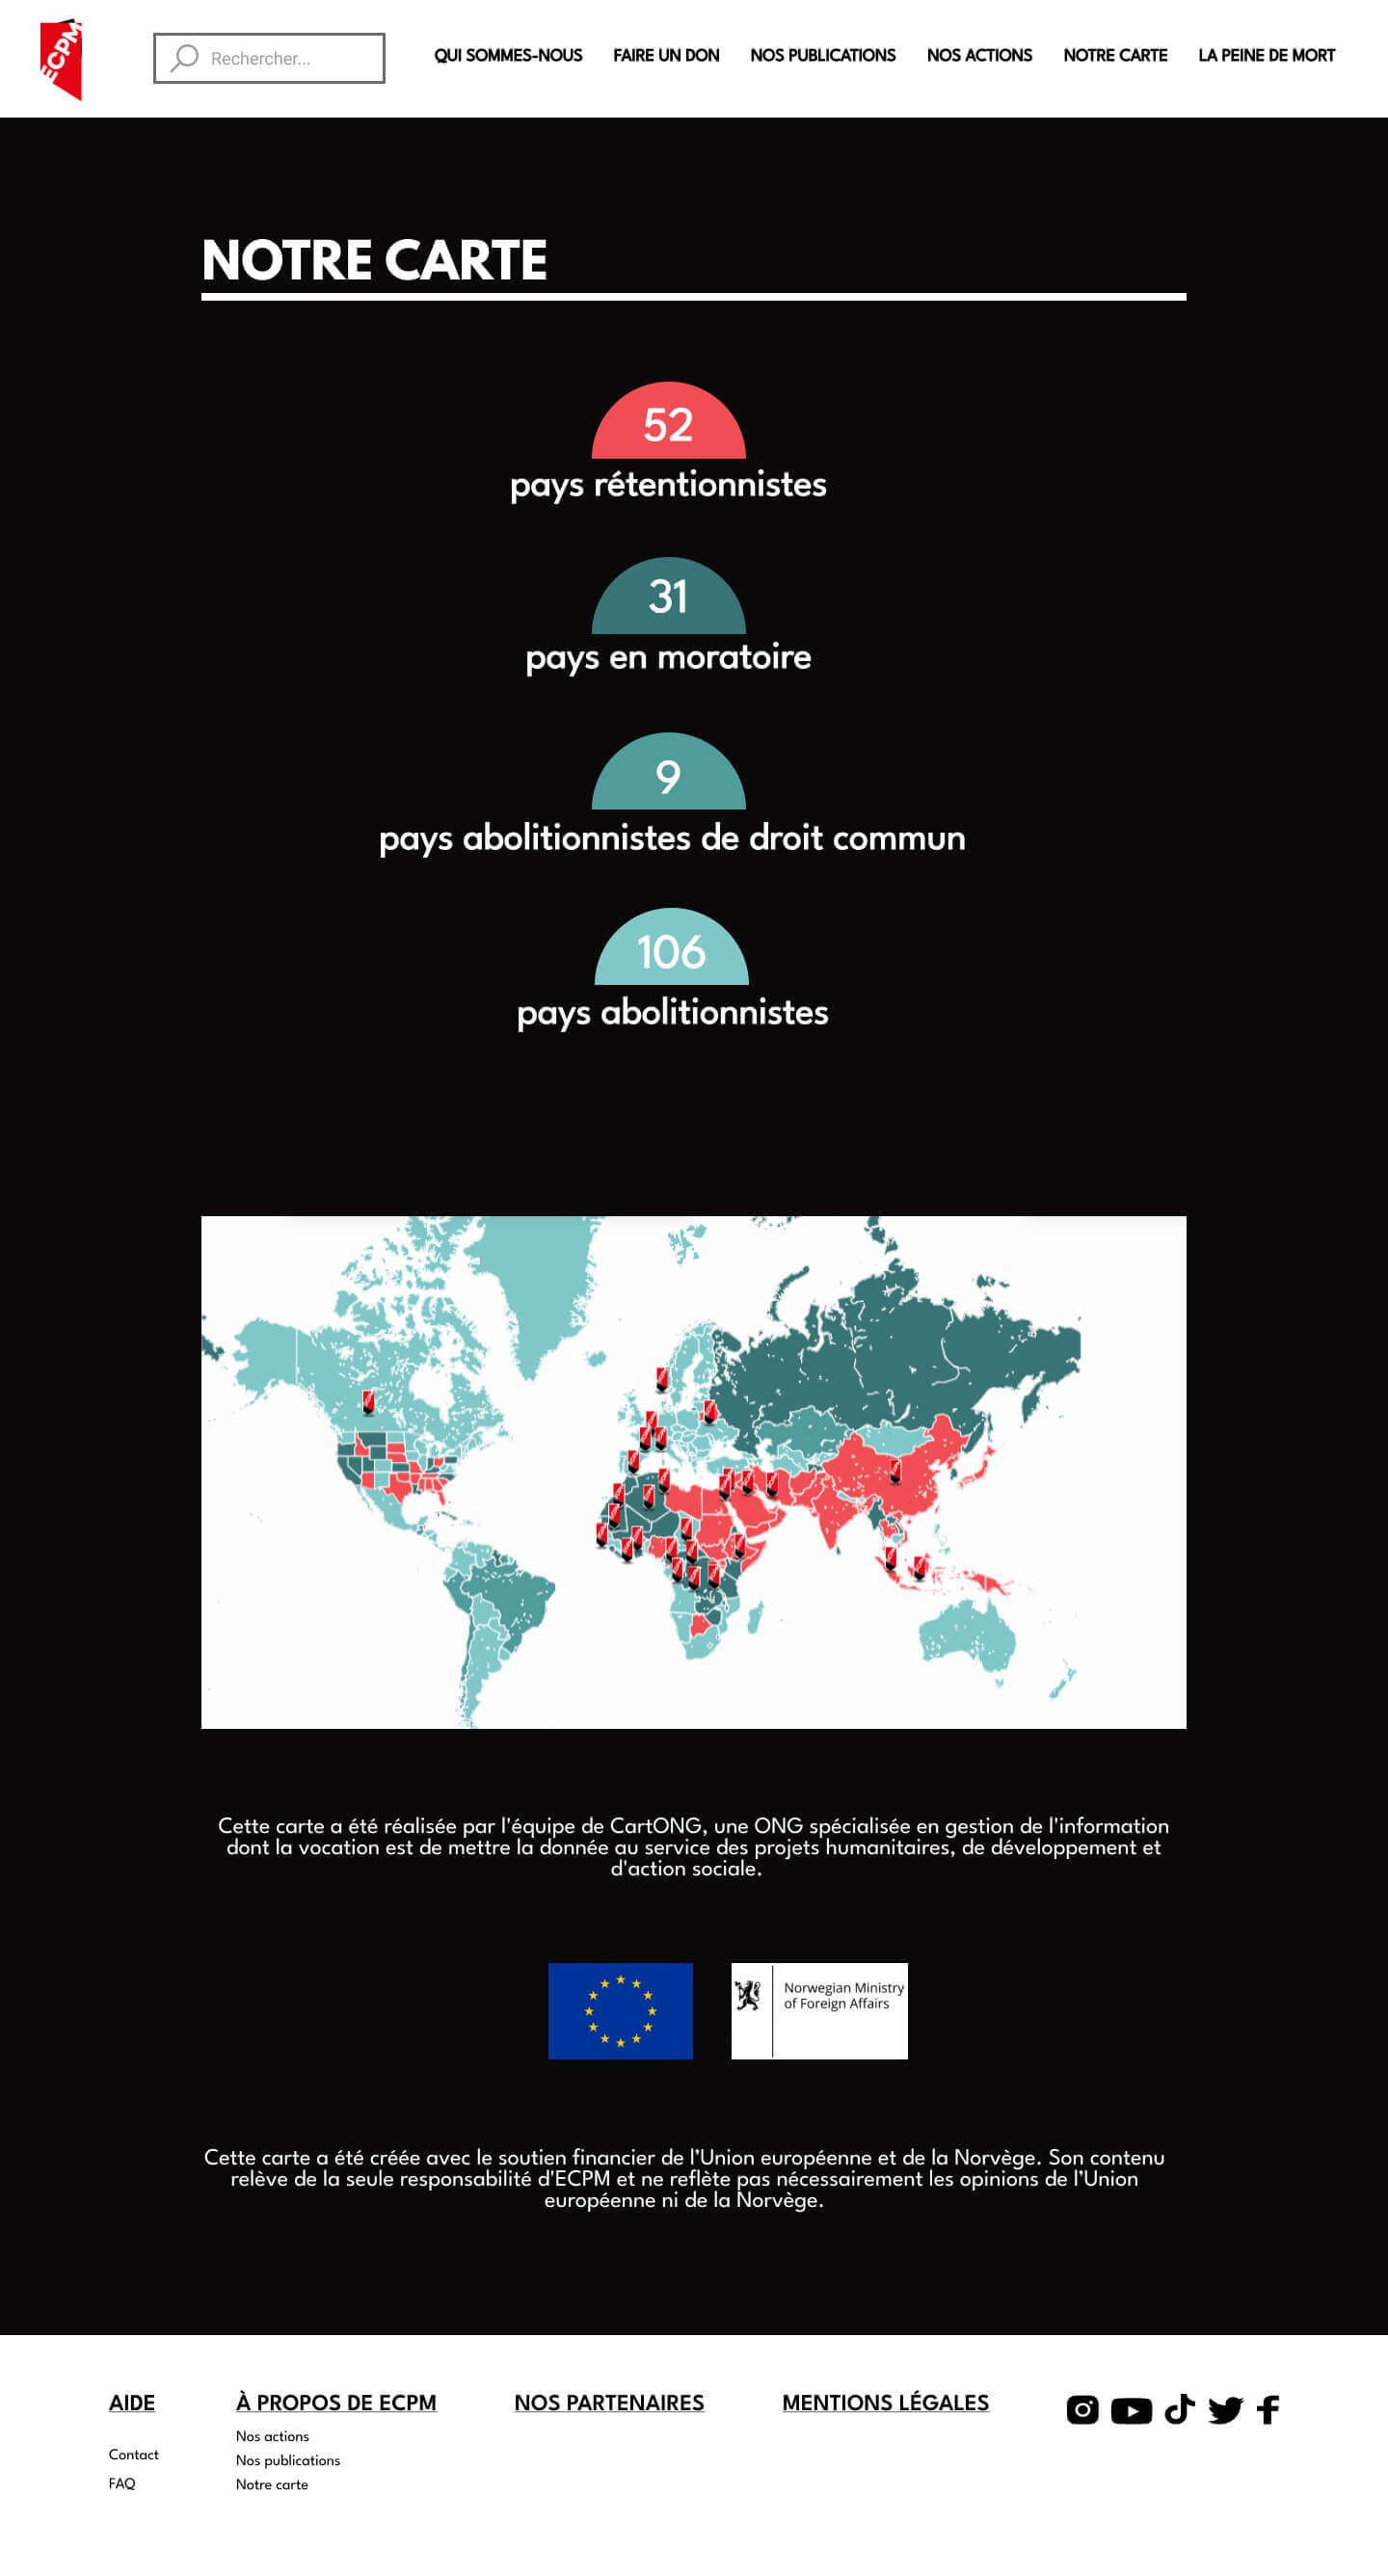 ECPM
Rechercher...
QUI SOMMES-NOUS
FAIRE UN DON
NOS PUBLICATIONS
NOS ACTIONS
NOTRE CARTE
LA PEINE DE MORT
NOTRE CARTE
52
pays rétentionnistes
31
pays en moratoire
9
pays abolitionnistes de droit commun
106
pays abolitionnistes
Cette carte a été réalisée par l'équipe de CartONG, une ONG spécialisée en gestion de l'information
dont la vocation est de mettre la donnée au service des projets humanitaires, de développement et
d'action sociale.
Norwegian Ministry
of Foreign Affairs
Cette carte a été créée avec le soutien financier de l’Union européenne et de la Norvège. Son contenu
relève de la seule responsabilité d'ECPM et ne reflète pas nécessairement les opinions de l’Union
européenne ni de la Norvège.
AIDE
Contact
FAQ
À PROPOS DE ECPM
Nos actions
Nos publications
Notre carte
NOS PARTENAIRES
MENTIONS LÉGALES